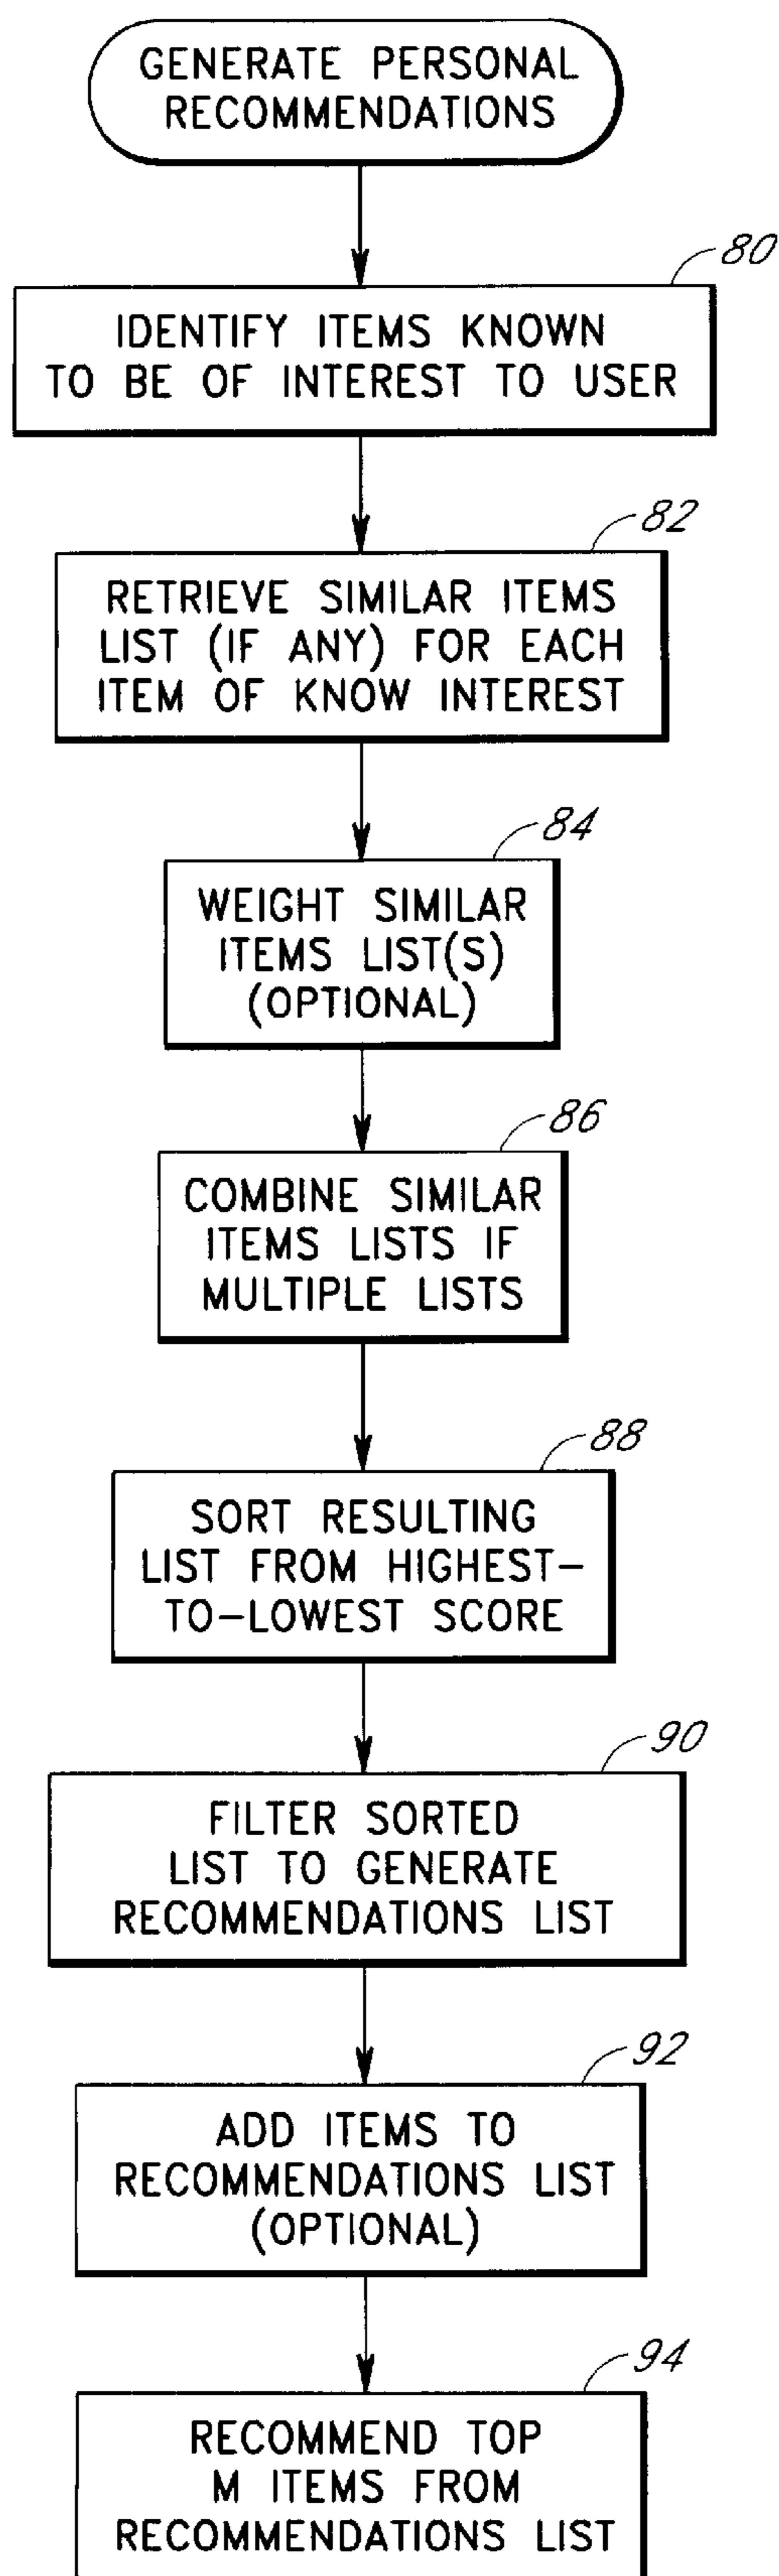 GENERATE PERSONAL
RECOMMENDATIONS
80
IDENTIFY ITEMS KNOWN
TO BE OF INTEREST TO USER
82
RETRIEVE SIMILAR ITEMS
LIST (IF ANY) FOR EACH
ITEM OF KNOW INTEREST
84
WEIGHT SIMILAR
ITEMS LIST(S)
(OPTIONAL)
86
COMBINE SIMILAR
ITEMS LISTS IF
MULTIPLE LISTS
88
SORT RESULTING
LIST FROM HIGHEST-
TO-LOWEST SCORE
90
FILTER SORTED
LIST TO GENERATE
RECOMMENDATIONS LIST
92
ADD ITEMS TO
RECOMMENDATIONS LIST
(OPTIONAL)
94
RECOMMEND TOP
M ITEMS FROM
RECOMMENDATIONS LIST